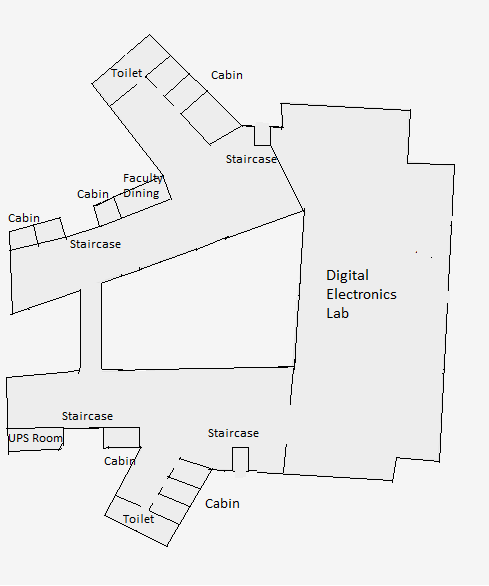 Toilet
Cabin
Staircase
Faculty
Dining
Cabin
Cabin
Staircase
Digital
Electronics
Lab
Staircase
UPS Room
Staircase
Cabin
Cabin
Toilet